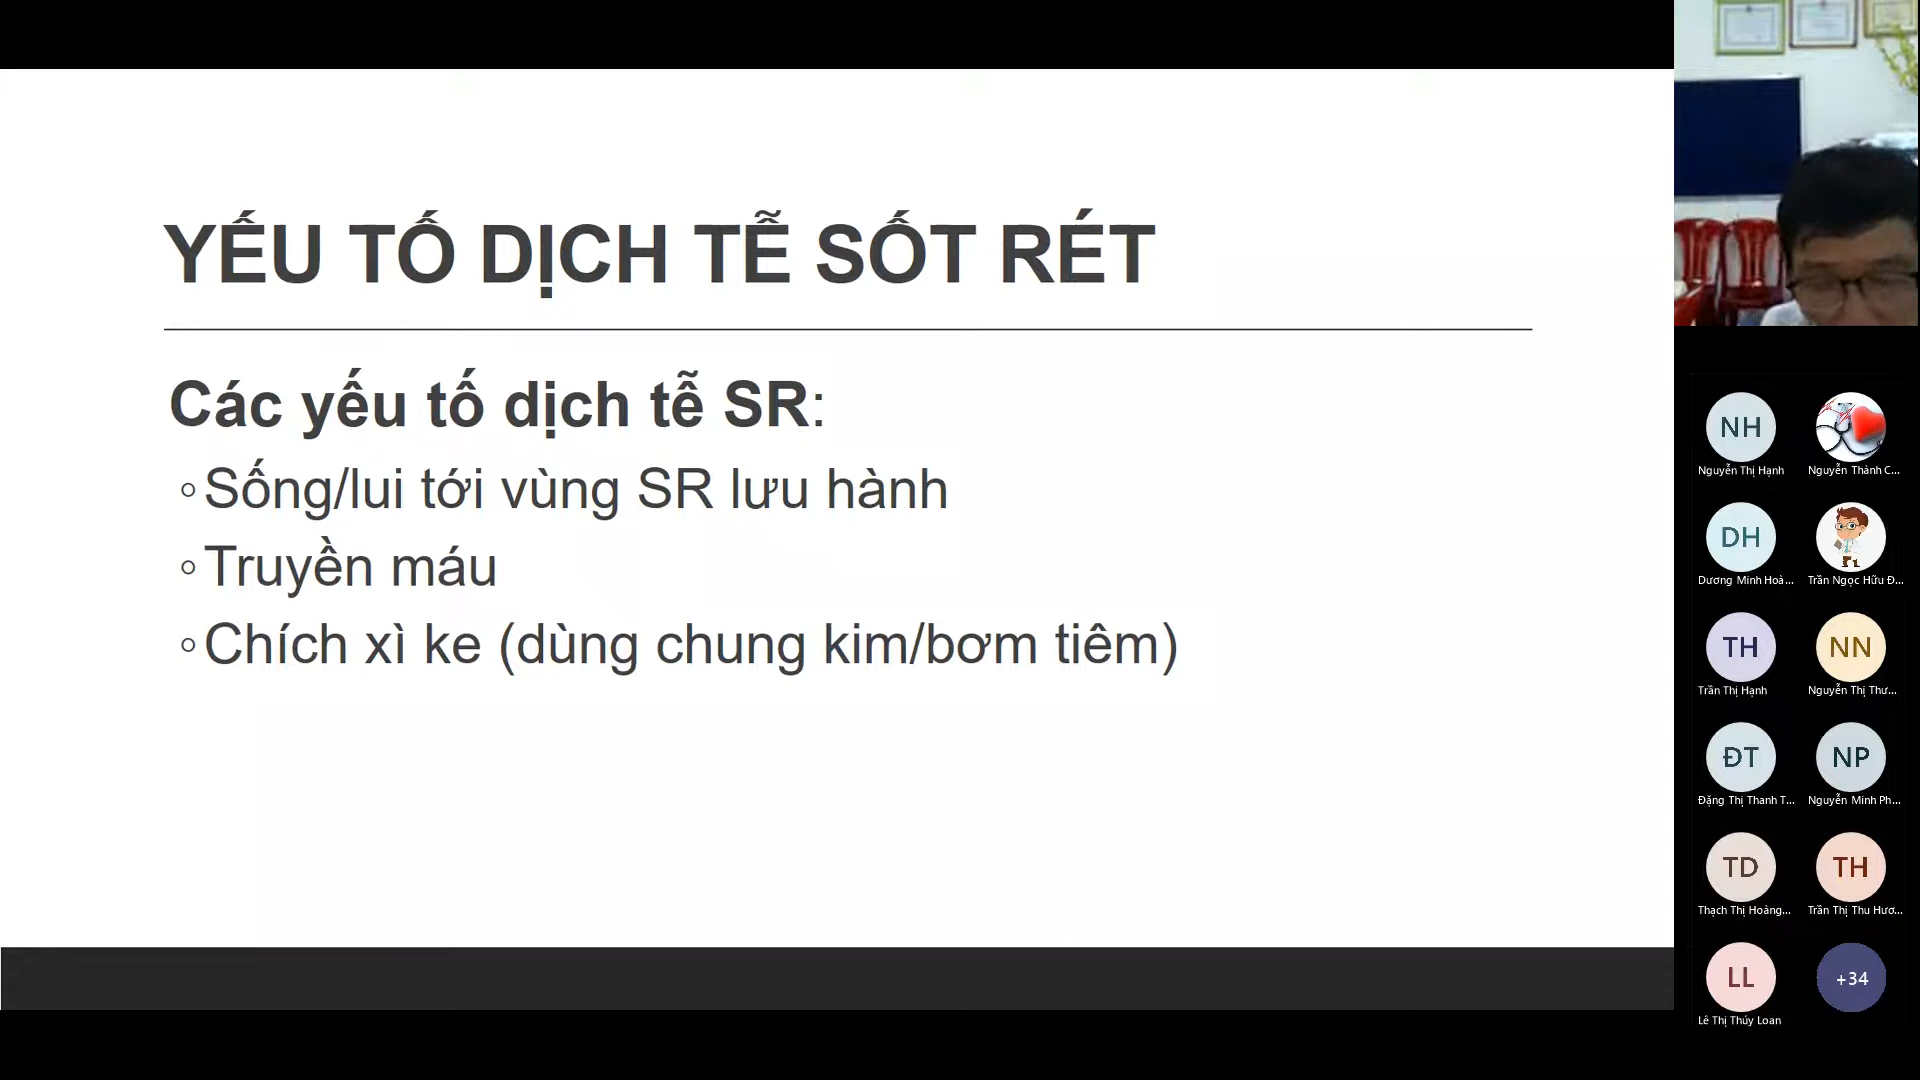 YẾU TỐ DỊCH TỄ SỐT RÉT
Các yếu tố dịch tễ SR:
◦Sống/lui tới vùng SR lưu hành
◦Truyền máu
◦Chích xì ke (dùng chung kim/bơm tiêm)
NH
Nguyễn Thị Hạnh
Nguyễn Thành C...
DH
Dương Minh Hoà...
Trần Ngọc Hữu Đ...
TH
Trần Thị Hạnh
NN
Nguyễn Thị Thư...
ĐT
Đặng Thị Thanh T...
NP
Nguyễn Minh Ph...
TD
Thạch Thị Hoàng...
TH
Trần Thị Thu Hươ...
LL
Lê Thị Thúy Loan
+34